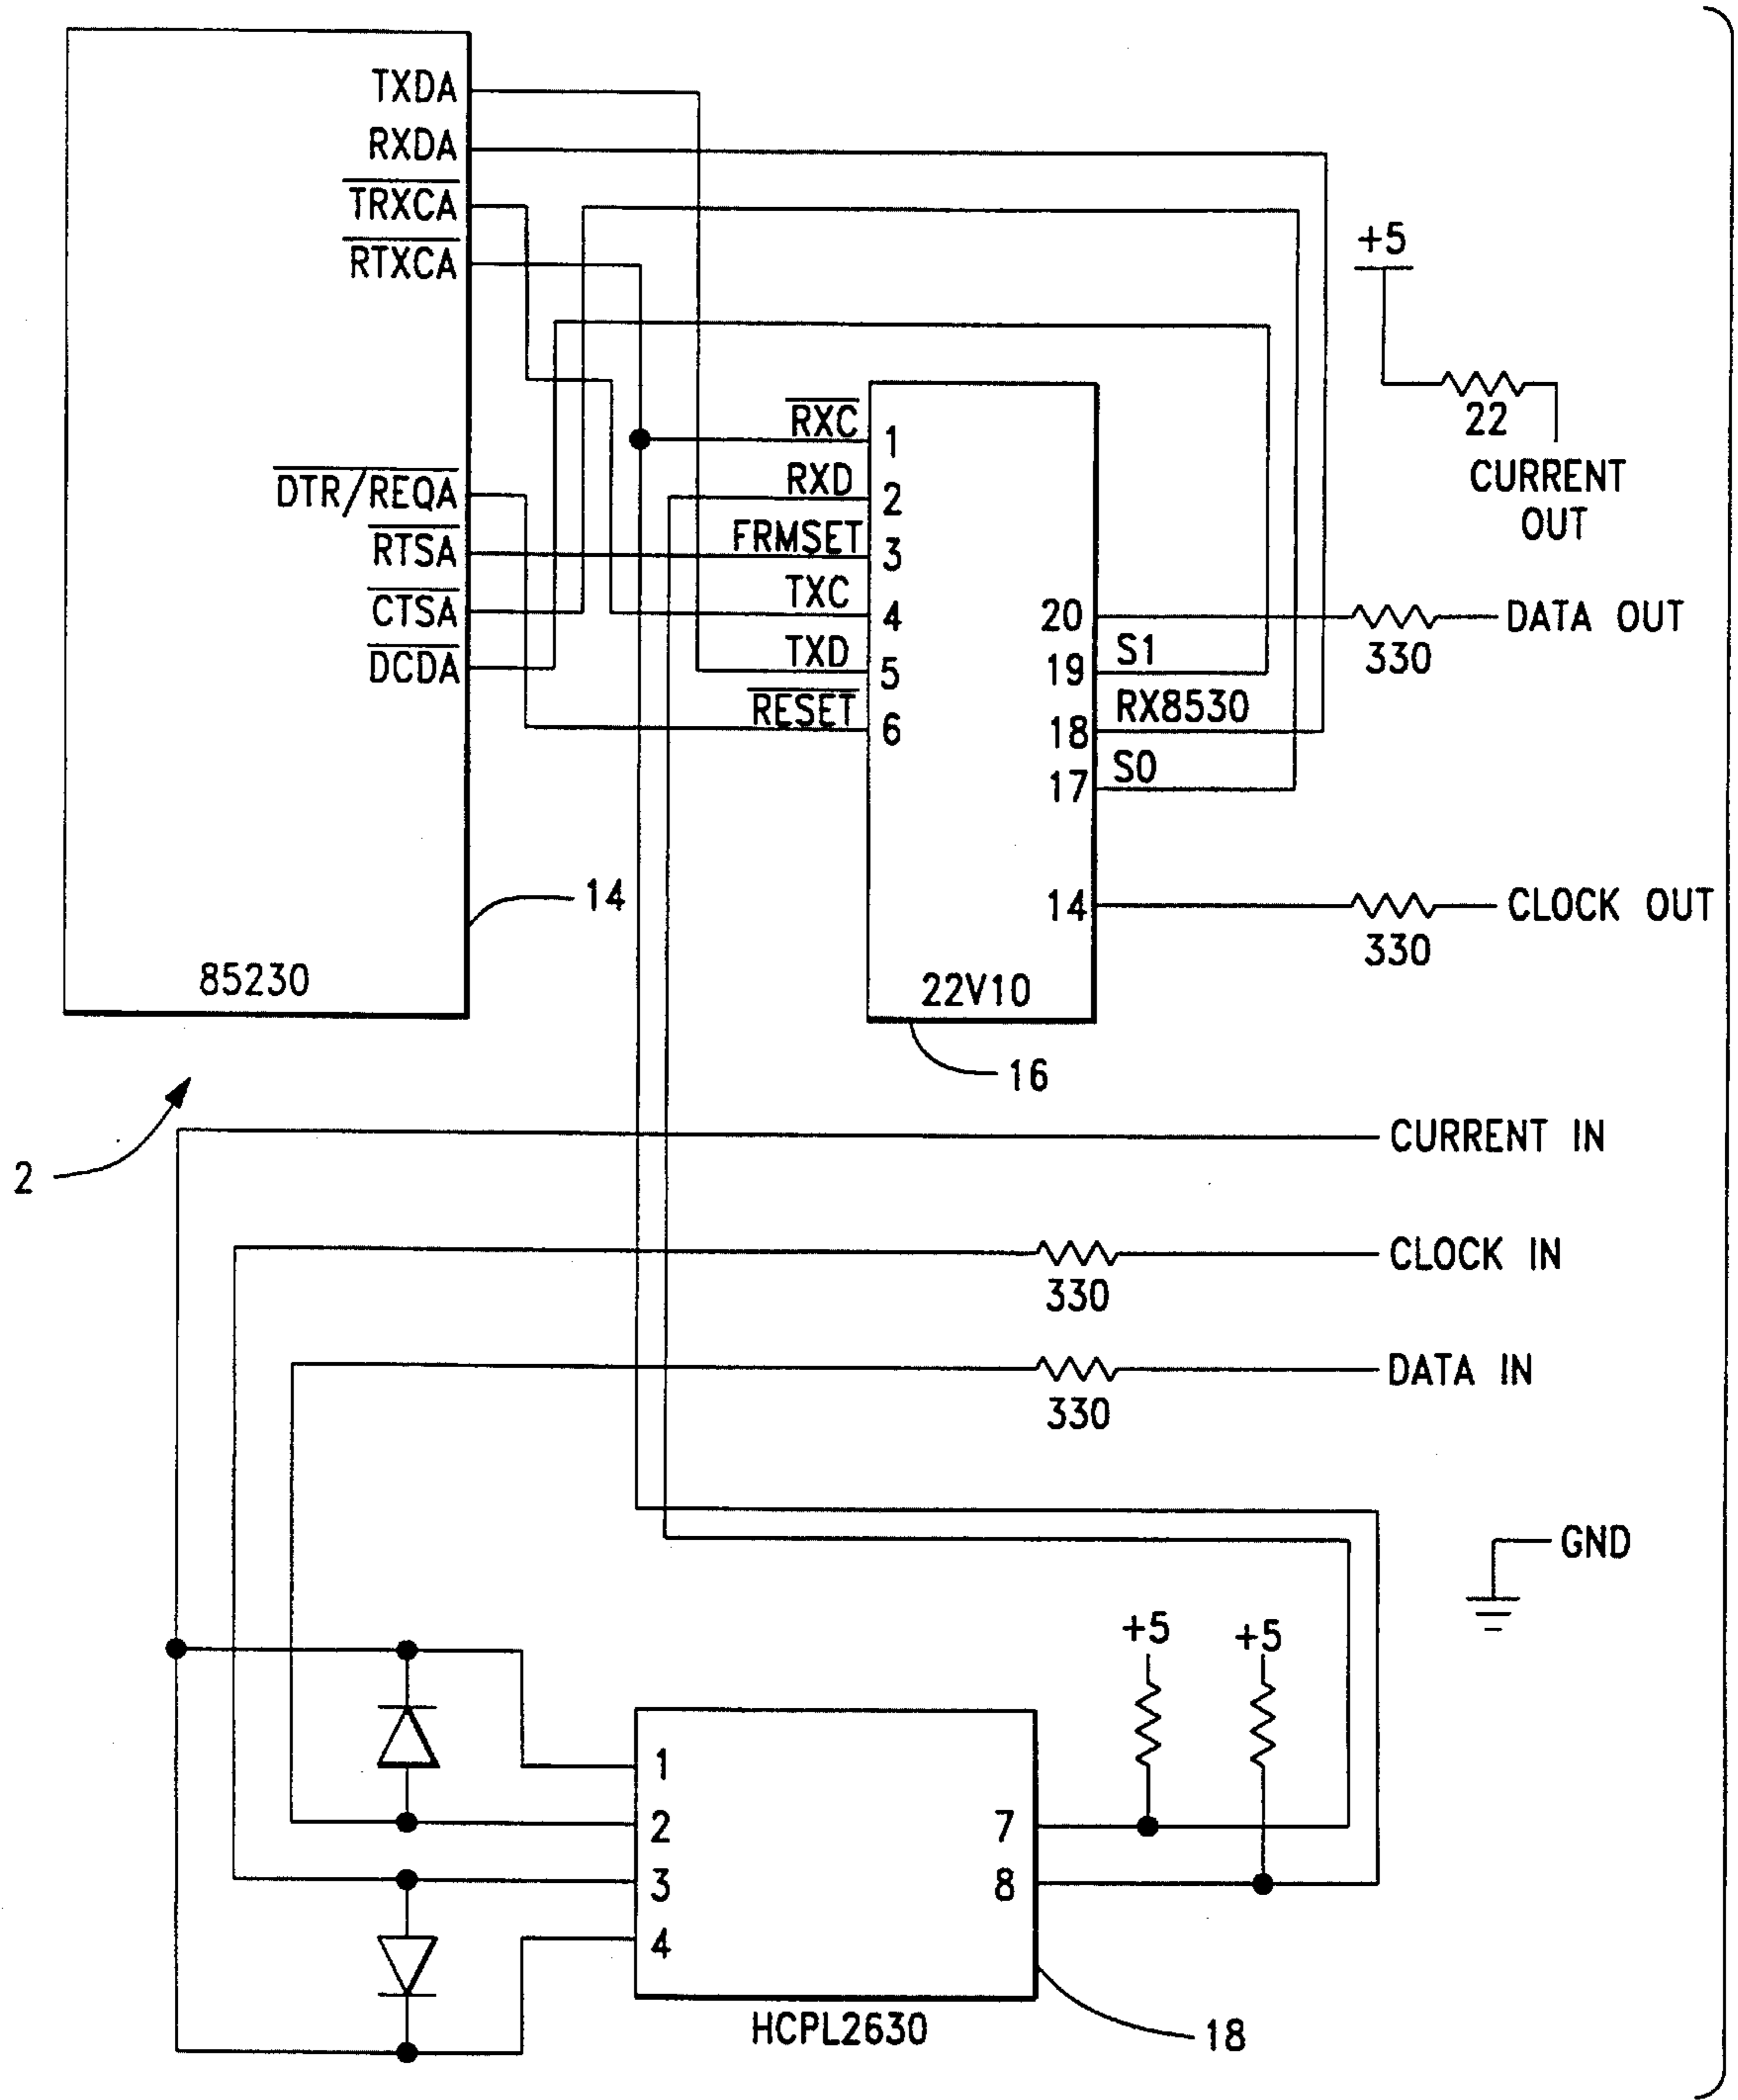 TXDA
RXDA
TRXCA
RTXCA
DTR/REQA
RTSA
CTSA
DCDA
14
85230
+5
22
CURRENT
OUT
RXC
1
RXD
2
FRMSET
3
TXC
4
TXD
5
RESET
6
20
330
DATA OUT
19
S1
18
RX8530
17
S0
14
330
CLOCK OUT
22V10
16
2
CURRENT IN
330
CLOCK IN
330
DATA IN
GND
+5
+5
1
2
3
4
7
8
HCPL2630
18